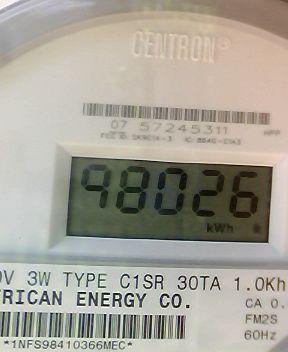 CENTRON®
07 57245311
98026
kWh
0V 3W TYPE C1SR 30TA 1.0Kh
RICAN ENERGY CO.
CA 0.
FM2S
60Hz
*1NFS98410366MEC*